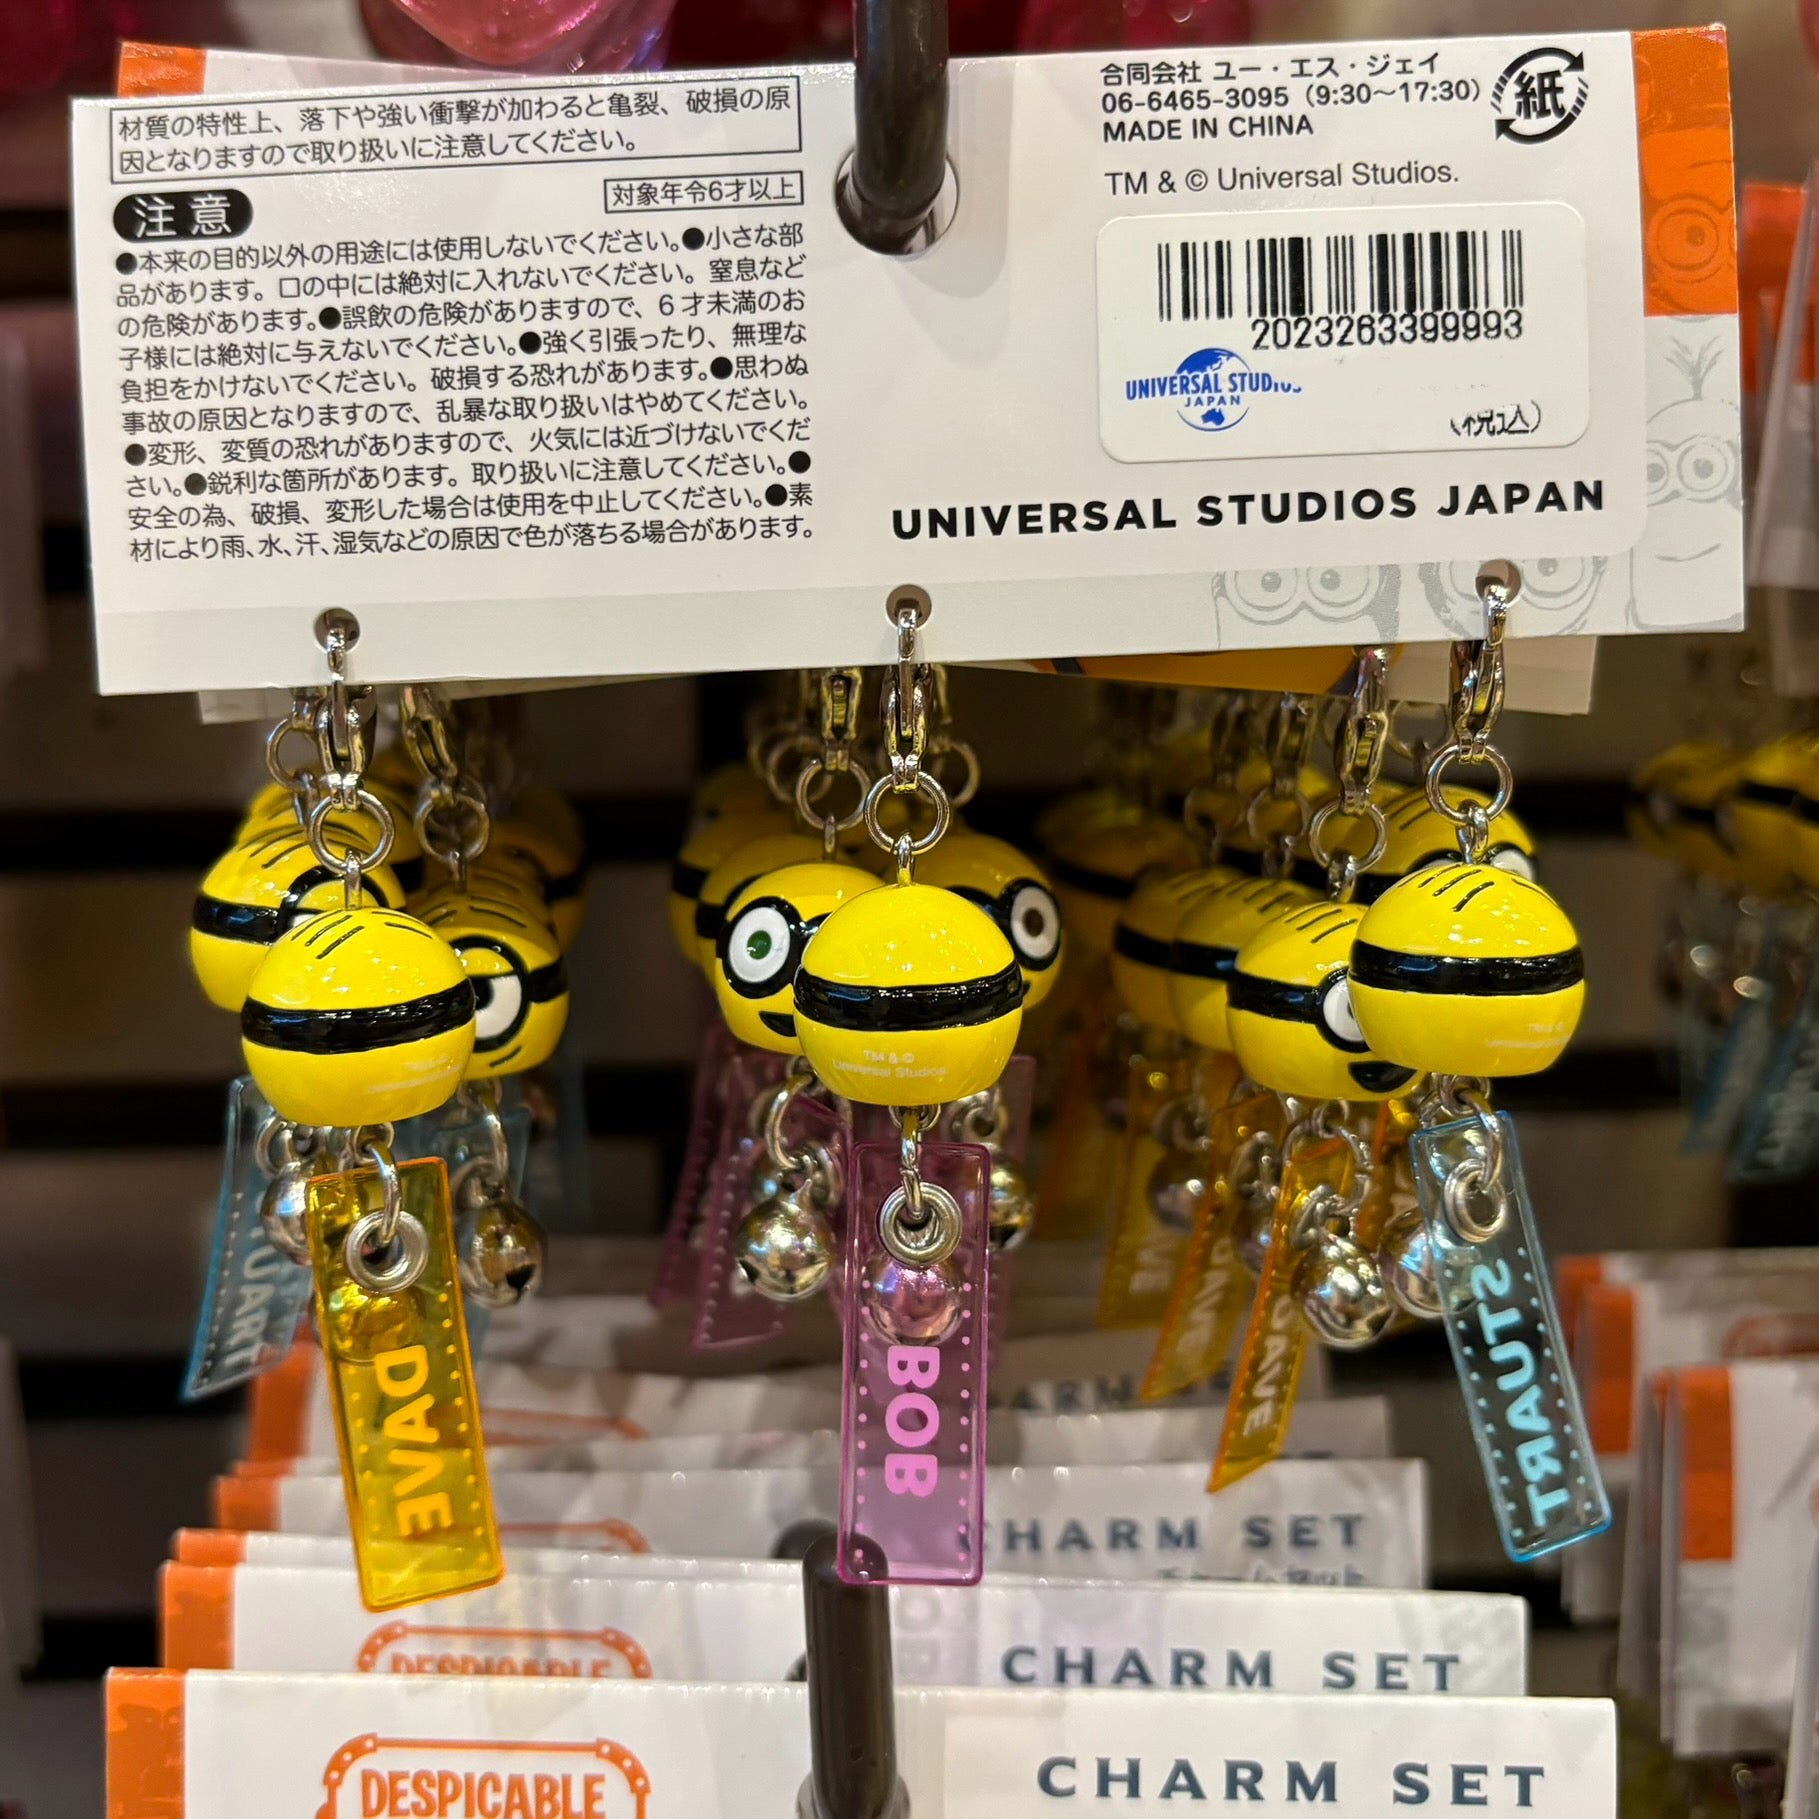 材質の特性上、落下や強い衝撃が加わると亀裂、破損の原
因となりますので取り扱いに注意してください。
注意
対象年令6才以上
●本来の目的以外の用途には使用しないでください。●小さな部
品があります。口の中には絶対に入れないでください。窒息など
の危険があります。●誤飲の危険がありますので、6才未満のお
子様には絶対に与えないでください。●強く引張ったり、無理な
負担をかけないでください。破損する恐れがあります。●思わぬ
事故の原因となりますので、乱暴な取り扱いはやめてください。
●変形、変質の恐れがありますので、火気には近づけないでくだ
さい。●鋭利な箇所があります。取り扱いに注意してください。●
安全の為、破損、変形した場合は使用を中止してください。●素
材により雨、水、汗、湿気などの原因で色が落ちる場合があります。
合同会社 ユー・エス・ジェイ
06-6465-3095（9:30～17:30）
MADE IN CHINA
紙
TM & © Universal Studios.
2023263399993
UNIVERSAL STUDIOS
JAPAN
(税込)
UNIVERSAL STUDIOS JAPAN
TM & ©
Universal Studios.
DAVE
BOB
STUART
DAVE
CHARM SET
チャームセット
DESPICABLE
CHARM SET
DESPICABLE
CHARM SET